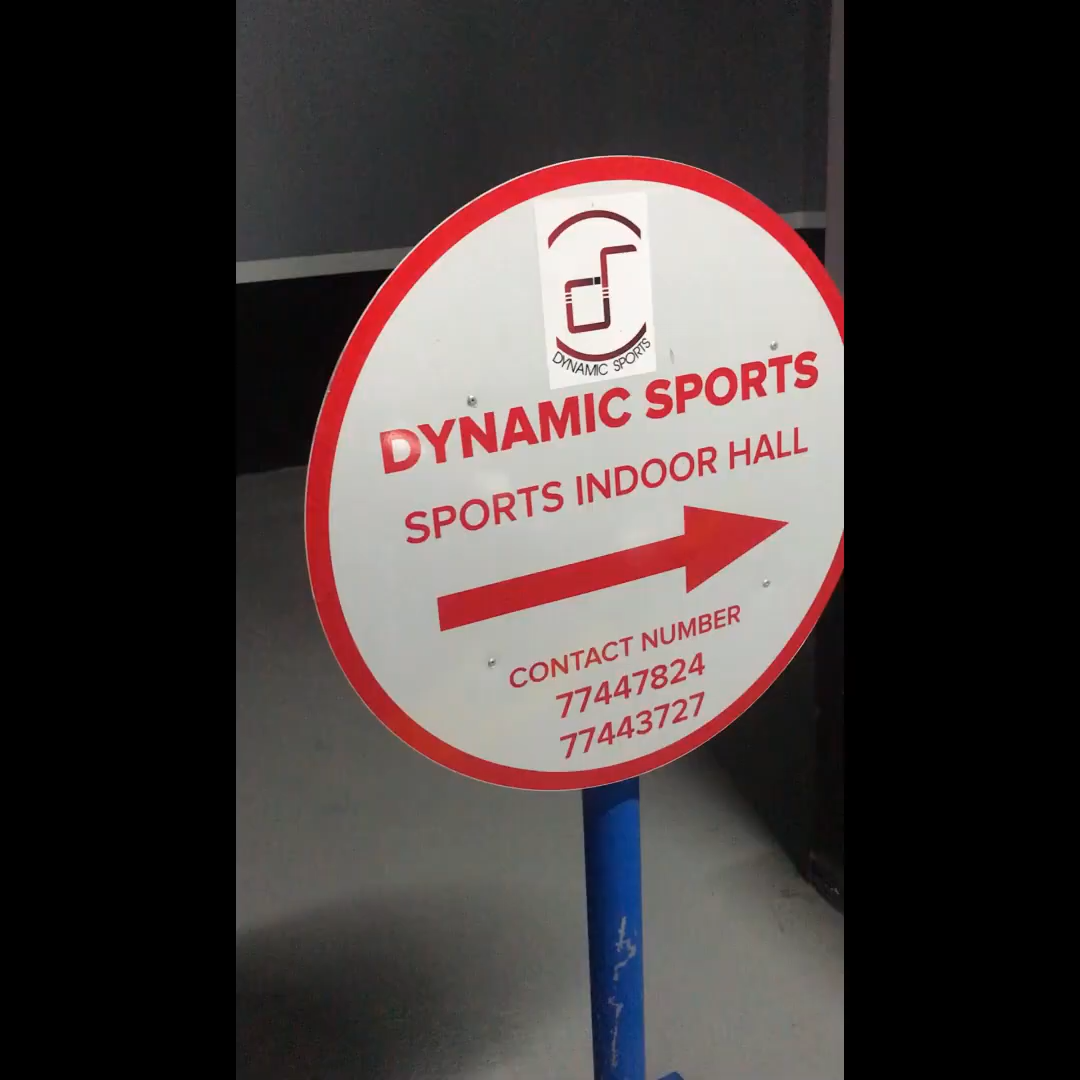 DYNAMIC SPORTS
DYNAMIC SPORTS
SPORTS INDOOR HALL
CONTACT NUMBER
77447824
77443727